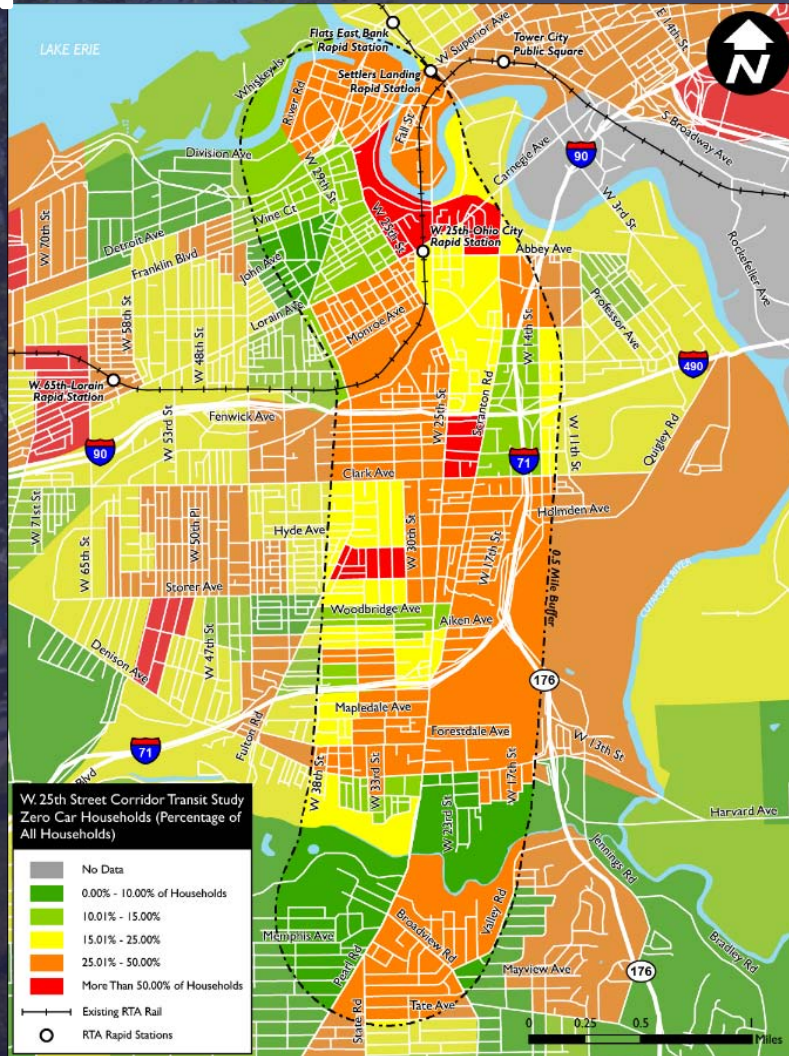 LAKE ERIE
Flats East Bank
Rapid Station
W Superior Ave
E 14th St
Tower City
Public Square
N
Whiskey Is
Settlers Landing
Rapid Station
River Rd
Fall St
S Broadway Ave
Division Ave
W 29th St
Carnegie Ave
90
W 3rd St
Vine Ct
W 25th St
W. 25th-Ohio City
Rapid Station
W 70th St
Detroit Ave
Franklin Blvd
John Ave
Abbey Ave
Rockefeller Ave
Professor Ave
Lorain Ave
Monroe Ave
W 58th St
W 48th St
W 14th St
490
W. 65th-Lorain
Rapid Station
Fenwick Ave
W 25th St
Scranton Rd
W 53rd St
W 11th St
Quigley Rd
90
71
Clark Ave
W 71st St
W 65th St
W 50th Pl
Hyde Ave
W 30th St
W 17th St
Holmden Ave
0.5 Mile Buffer
Storer Ave
Woodbridge Ave
Aiken Ave
CUYAHOGA RIVER
Denison Ave
W 47th St
176
Mapledale Ave
Fulton Rd
Forestdale Ave
W 13th St
71
Blvd
W 38th St
W 33rd St
W 23rd St
W 17th St
Harvard Ave
Jennings Rd
W. 25th Street Corridor Transit Study
Zero Car Households (Percentage of
All Households)
No Data
0.00% - 10.00% of Households
10.01% - 15.00%
15.01% - 25.00%
25.01% - 50.00%
More Than 50.00% of Households
Existing RTA Rail
RTA Rapid Stations
Memphis Ave
Pearl Rd
Broadview Rd
Valley Rd
Bradley Rd
Mayview Ave
176
State Rd
Tate Ave
0 0.25 0.5 1
Miles